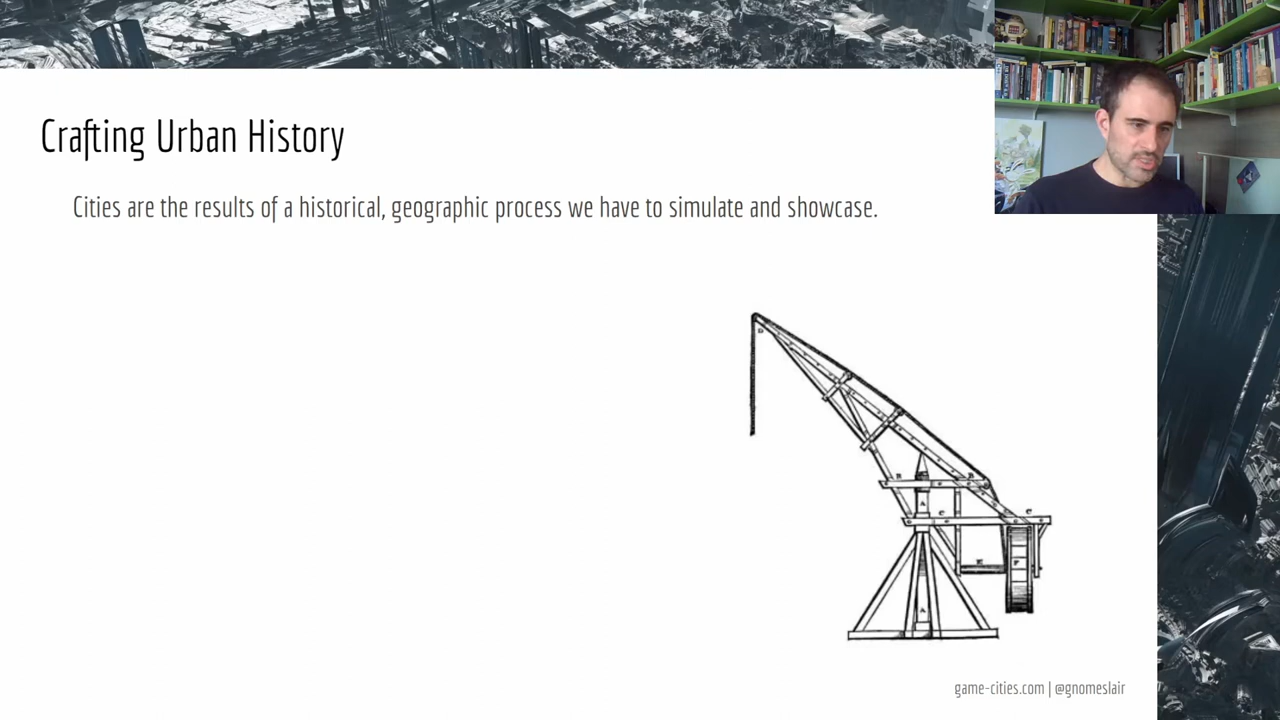 Crafting Urban History
Cities are the results of a historical, geographic process we have to simulate and showcase.
D
B
B
A
C
C
E
F
A
game-cities.com | @gnomeslair